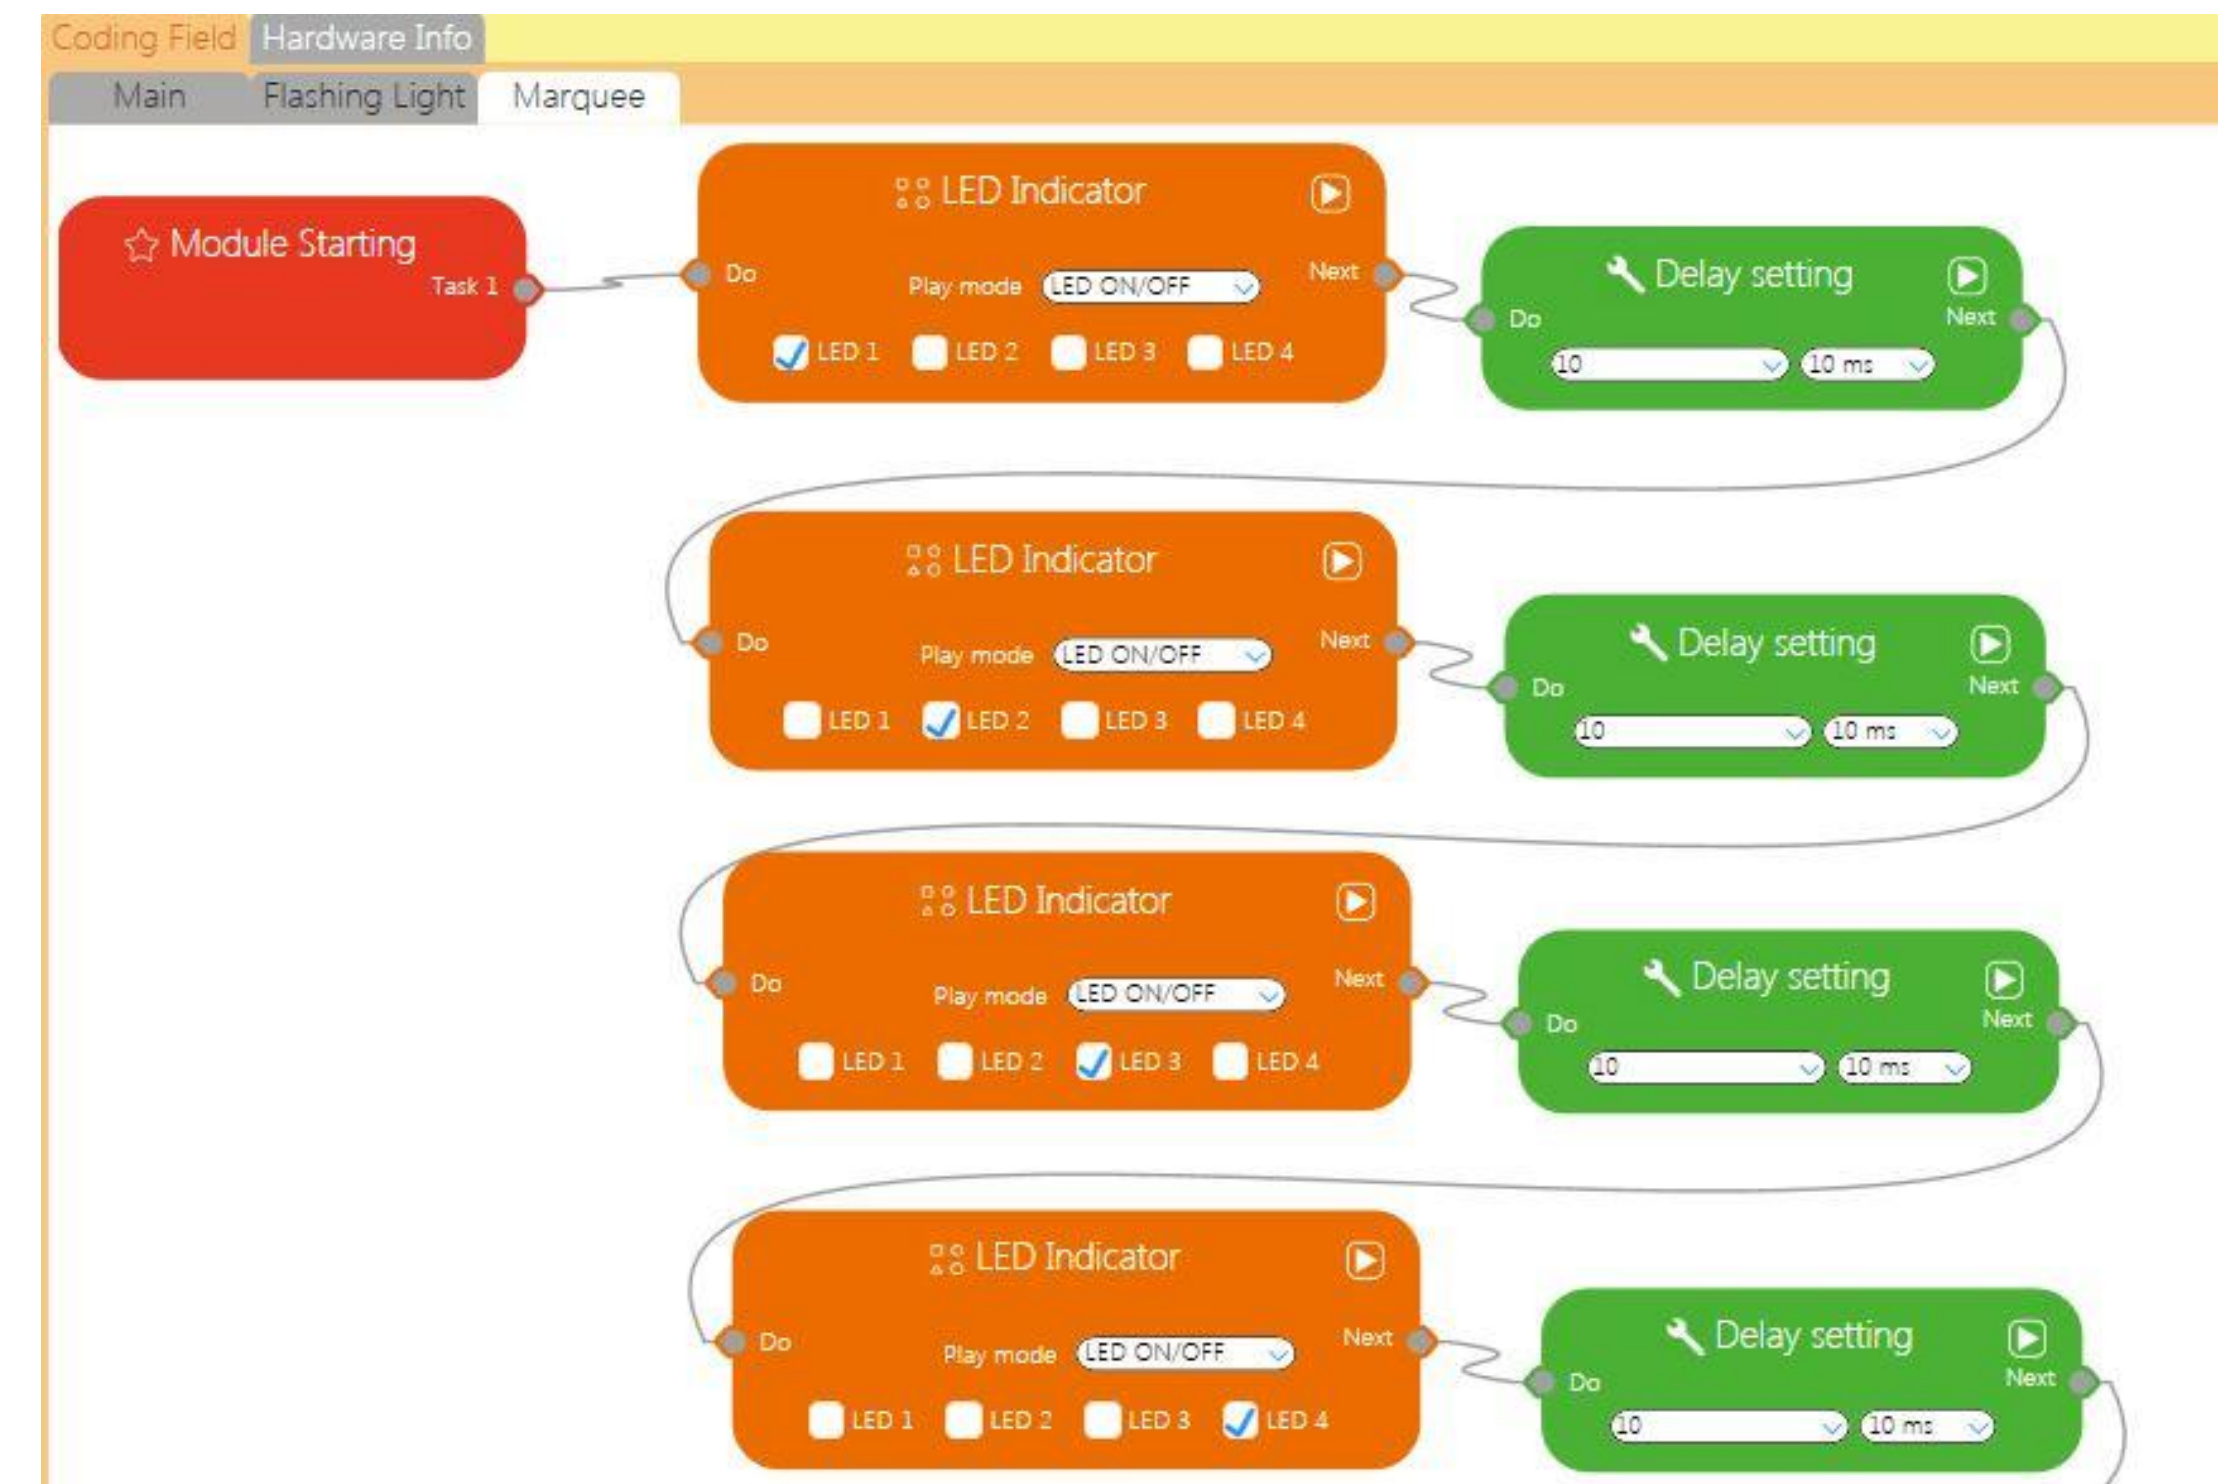 Coding Field Hardware Info
Main Flashing Light Marquee
LED Indicator
Module Starting
Task 1
Do
Play mode LED ON/OFF
Next
LED 1 LED 2 LED 3 LED 4
Delay setting
Do
Next
10 10 ms
LED Indicator
Do
Play mode LED ON/OFF
Next
LED 1 LED 2 LED 3 LED 4
Delay setting
Do
Next
10 10 ms
LED Indicator
Do
Play mode LED ON/OFF
Next
LED 1 LED 2 LED 3 LED 4
Delay setting
Do
Next
10 10 ms
LED Indicator
Do
Play mode LED ON/OFF
Next
LED 1 LED 2 LED 3 LED 4
Delay setting
Do
Next
10 10 ms